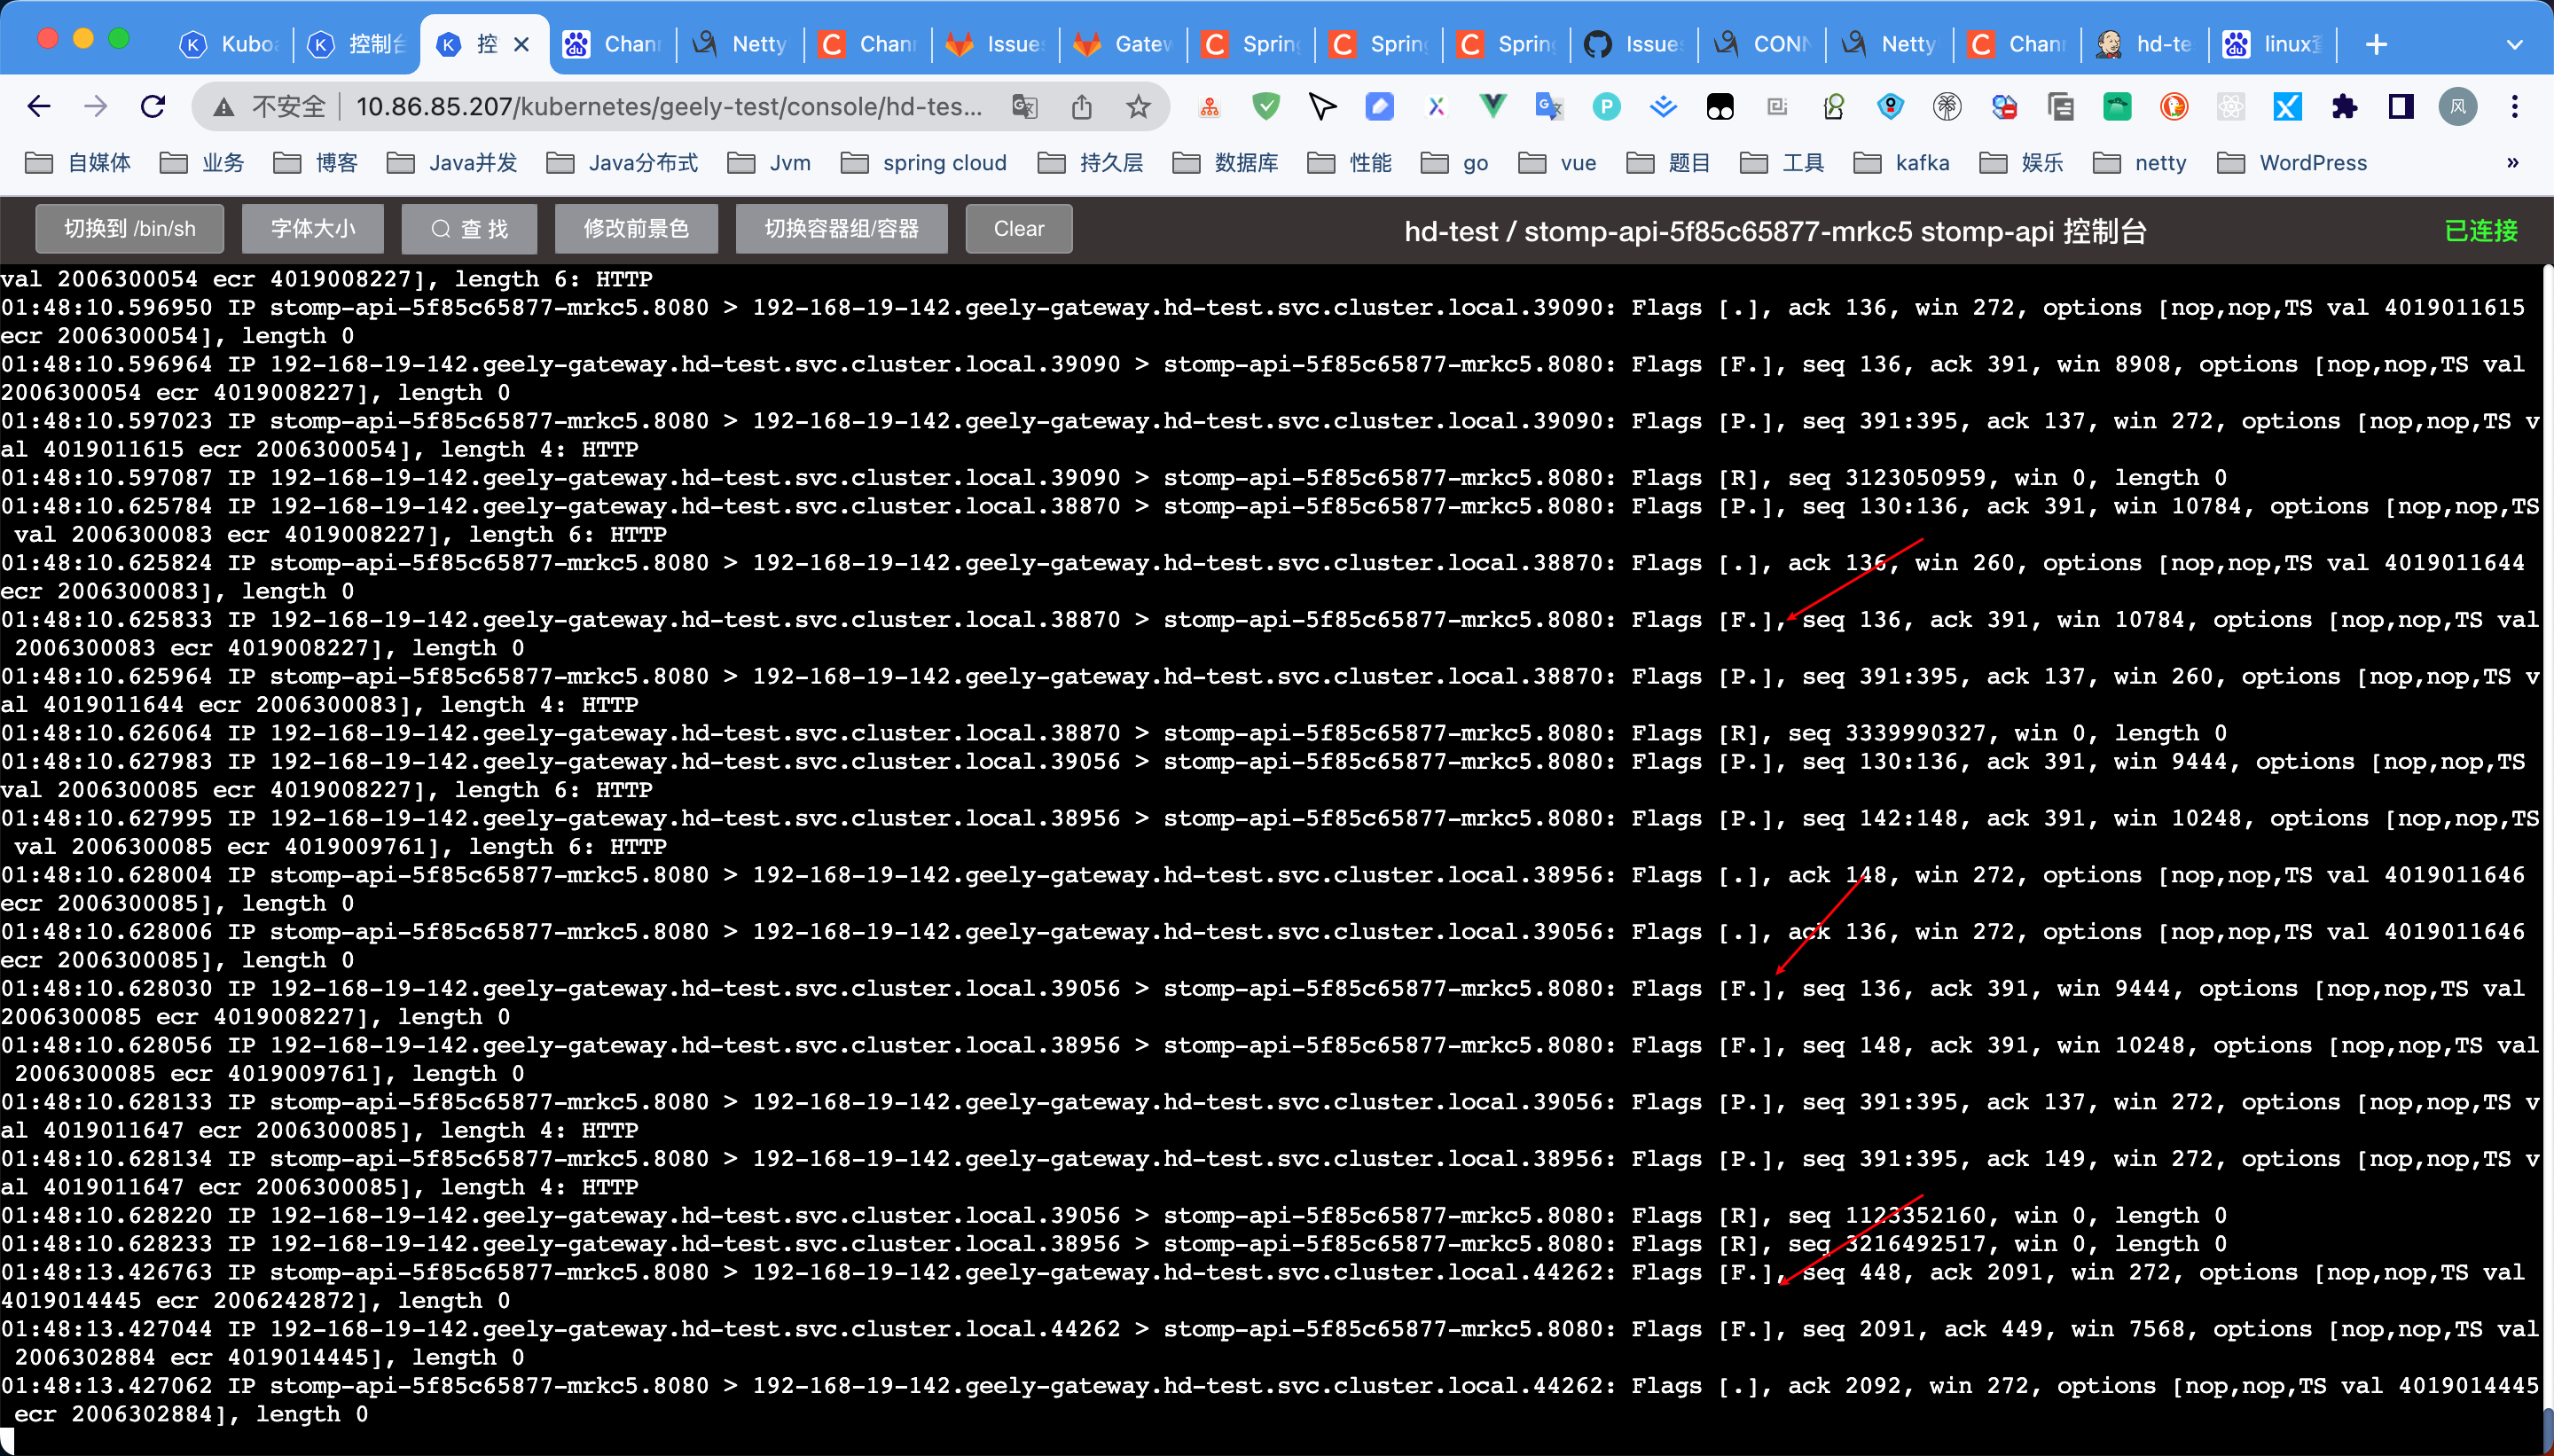 Kubo
控制台
控
Chan
Netty
Chan
Issue
Gatew
Spring
Spring
Spring
Issue
CONN
Netty
Chan
hd-te
linux
不安全
10.86.85.207/kubernetes/geely-test/console/hd-tes...
风
自媒体
业务
博客
Java并发
Java分布式
Jvm
spring cloud
持久层
数据库
性能
go
vue
题目
工具
kafka
娱乐
netty
WordPress
»
切换到 /bin/sh
字体大小
查 找
修改前景色
切换容器组/容器
Clear
hd-test / stomp-api-5f85c65877-mrkc5 stomp-api 控制台
已连接
val 2006300054 ecr 4019008227], length 6: HTTP
01:48:10.596950 IP stomp-api-5f85c65877-mrkc5.8080 > 192-168-19-142.geely-gateway.hd-test.svc.cluster.local.39090: Flags [.], ack 136, win 272, options [nop,nop,TS val 4019011615
ecr 2006300054], length 0
01:48:10.596964 IP 192-168-19-142.geely-gateway.hd-test.svc.cluster.local.39090 > stomp-api-5f85c65877-mrkc5.8080: Flags [F.], seq 136, ack 391, win 8908, options [nop,nop,TS val
2006300054 ecr 4019008227], length 0
01:48:10.597023 IP stomp-api-5f85c65877-mrkc5.8080 > 192-168-19-142.geely-gateway.hd-test.svc.cluster.local.39090: Flags [P.], seq 391:395, ack 137, win 272, options [nop,nop,TS v
al 4019011615 ecr 2006300054], length 4: HTTP
01:48:10.597087 IP 192-168-19-142.geely-gateway.hd-test.svc.cluster.local.39090 > stomp-api-5f85c65877-mrkc5.8080: Flags [R], seq 3123050959, win 0, length 0
01:48:10.625784 IP 192-168-19-142.geely-gateway.hd-test.svc.cluster.local.38870 > stomp-api-5f85c65877-mrkc5.8080: Flags [P.], seq 130:136, ack 391, win 10784, options [nop,nop,TS
val 2006300083 ecr 4019008227], length 6: HTTP
01:48:10.625824 IP stomp-api-5f85c65877-mrkc5.8080 > 192-168-19-142.geely-gateway.hd-test.svc.cluster.local.38870: Flags [.], ack 136, win 260, options [nop,nop,TS val 4019011644
ecr 2006300083], length 0
01:48:10.625833 IP 192-168-19-142.geely-gateway.hd-test.svc.cluster.local.38870 > stomp-api-5f85c65877-mrkc5.8080: Flags [F.], seq 136, ack 391, win 10784, options [nop,nop,TS val
2006300083 ecr 4019008227], length 0
01:48:10.625964 IP stomp-api-5f85c65877-mrkc5.8080 > 192-168-19-142.geely-gateway.hd-test.svc.cluster.local.38870: Flags [P.], seq 391:395, ack 137, win 260, options [nop,nop,TS v
al 4019011644 ecr 2006300083], length 4: HTTP
01:48:10.626064 IP 192-168-19-142.geely-gateway.hd-test.svc.cluster.local.38870 > stomp-api-5f85c65877-mrkc5.8080: Flags [R], seq 3339990327, win 0, length 0
01:48:10.627983 IP 192-168-19-142.geely-gateway.hd-test.svc.cluster.local.39056 > stomp-api-5f85c65877-mrkc5.8080: Flags [P.], seq 130:136, ack 391, win 9444, options [nop,nop,TS
val 2006300085 ecr 4019008227], length 6: HTTP
01:48:10.627995 IP 192-168-19-142.geely-gateway.hd-test.svc.cluster.local.38956 > stomp-api-5f85c65877-mrkc5.8080: Flags [P.], seq 142:148, ack 391, win 10248, options [nop,nop,TS
val 2006300085 ecr 4019009761], length 6: HTTP
01:48:10.628004 IP stomp-api-5f85c65877-mrkc5.8080 > 192-168-19-142.geely-gateway.hd-test.svc.cluster.local.38956: Flags [.], ack 148, win 272, options [nop,nop,TS val 4019011646
ecr 2006300085], length 0
01:48:10.628006 IP stomp-api-5f85c65877-mrkc5.8080 > 192-168-19-142.geely-gateway.hd-test.svc.cluster.local.39056: Flags [.], ack 136, win 272, options [nop,nop,TS val 4019011646
ecr 2006300085], length 0
01:48:10.628030 IP 192-168-19-142.geely-gateway.hd-test.svc.cluster.local.39056 > stomp-api-5f85c65877-mrkc5.8080: Flags [F.], seq 136, ack 391, win 9444, options [nop,nop,TS val
2006300085 ecr 4019008227], length 0
01:48:10.628056 IP 192-168-19-142.geely-gateway.hd-test.svc.cluster.local.38956 > stomp-api-5f85c65877-mrkc5.8080: Flags [F.], seq 148, ack 391, win 10248, options [nop,nop,TS val
2006300085 ecr 4019009761], length 0
01:48:10.628133 IP stomp-api-5f85c65877-mrkc5.8080 > 192-168-19-142.geely-gateway.hd-test.svc.cluster.local.39056: Flags [P.], seq 391:395, ack 137, win 272, options [nop,nop,TS v
al 4019011647 ecr 2006300085], length 4: HTTP
01:48:10.628134 IP stomp-api-5f85c65877-mrkc5.8080 > 192-168-19-142.geely-gateway.hd-test.svc.cluster.local.38956: Flags [P.], seq 391:395, ack 149, win 272, options [nop,nop,TS v
al 4019011647 ecr 2006300085], length 4: HTTP
01:48:10.628220 IP 192-168-19-142.geely-gateway.hd-test.svc.cluster.local.39056 > stomp-api-5f85c65877-mrkc5.8080: Flags [R], seq 1123352160, win 0, length 0
01:48:10.628233 IP 192-168-19-142.geely-gateway.hd-test.svc.cluster.local.38956 > stomp-api-5f85c65877-mrkc5.8080: Flags [R], seq 3216492517, win 0, length 0
01:48:13.426763 IP stomp-api-5f85c65877-mrkc5.8080 > 192-168-19-142.geely-gateway.hd-test.svc.cluster.local.44262: Flags [F.], seq 448, ack 2091, win 272, options [nop,nop,TS val
4019014445 ecr 2006242872], length 0
01:48:13.427044 IP 192-168-19-142.geely-gateway.hd-test.svc.cluster.local.44262 > stomp-api-5f85c65877-mrkc5.8080: Flags [F.], seq 2091, ack 449, win 7568, options [nop,nop,TS val
2006302884 ecr 4019014445], length 0
01:48:13.427062 IP stomp-api-5f85c65877-mrkc5.8080 > 192-168-19-142.geely-gateway.hd-test.svc.cluster.local.44262: Flags [.], ack 2092, win 272, options [nop,nop,TS val 4019014445
ecr 2006302884], length 0